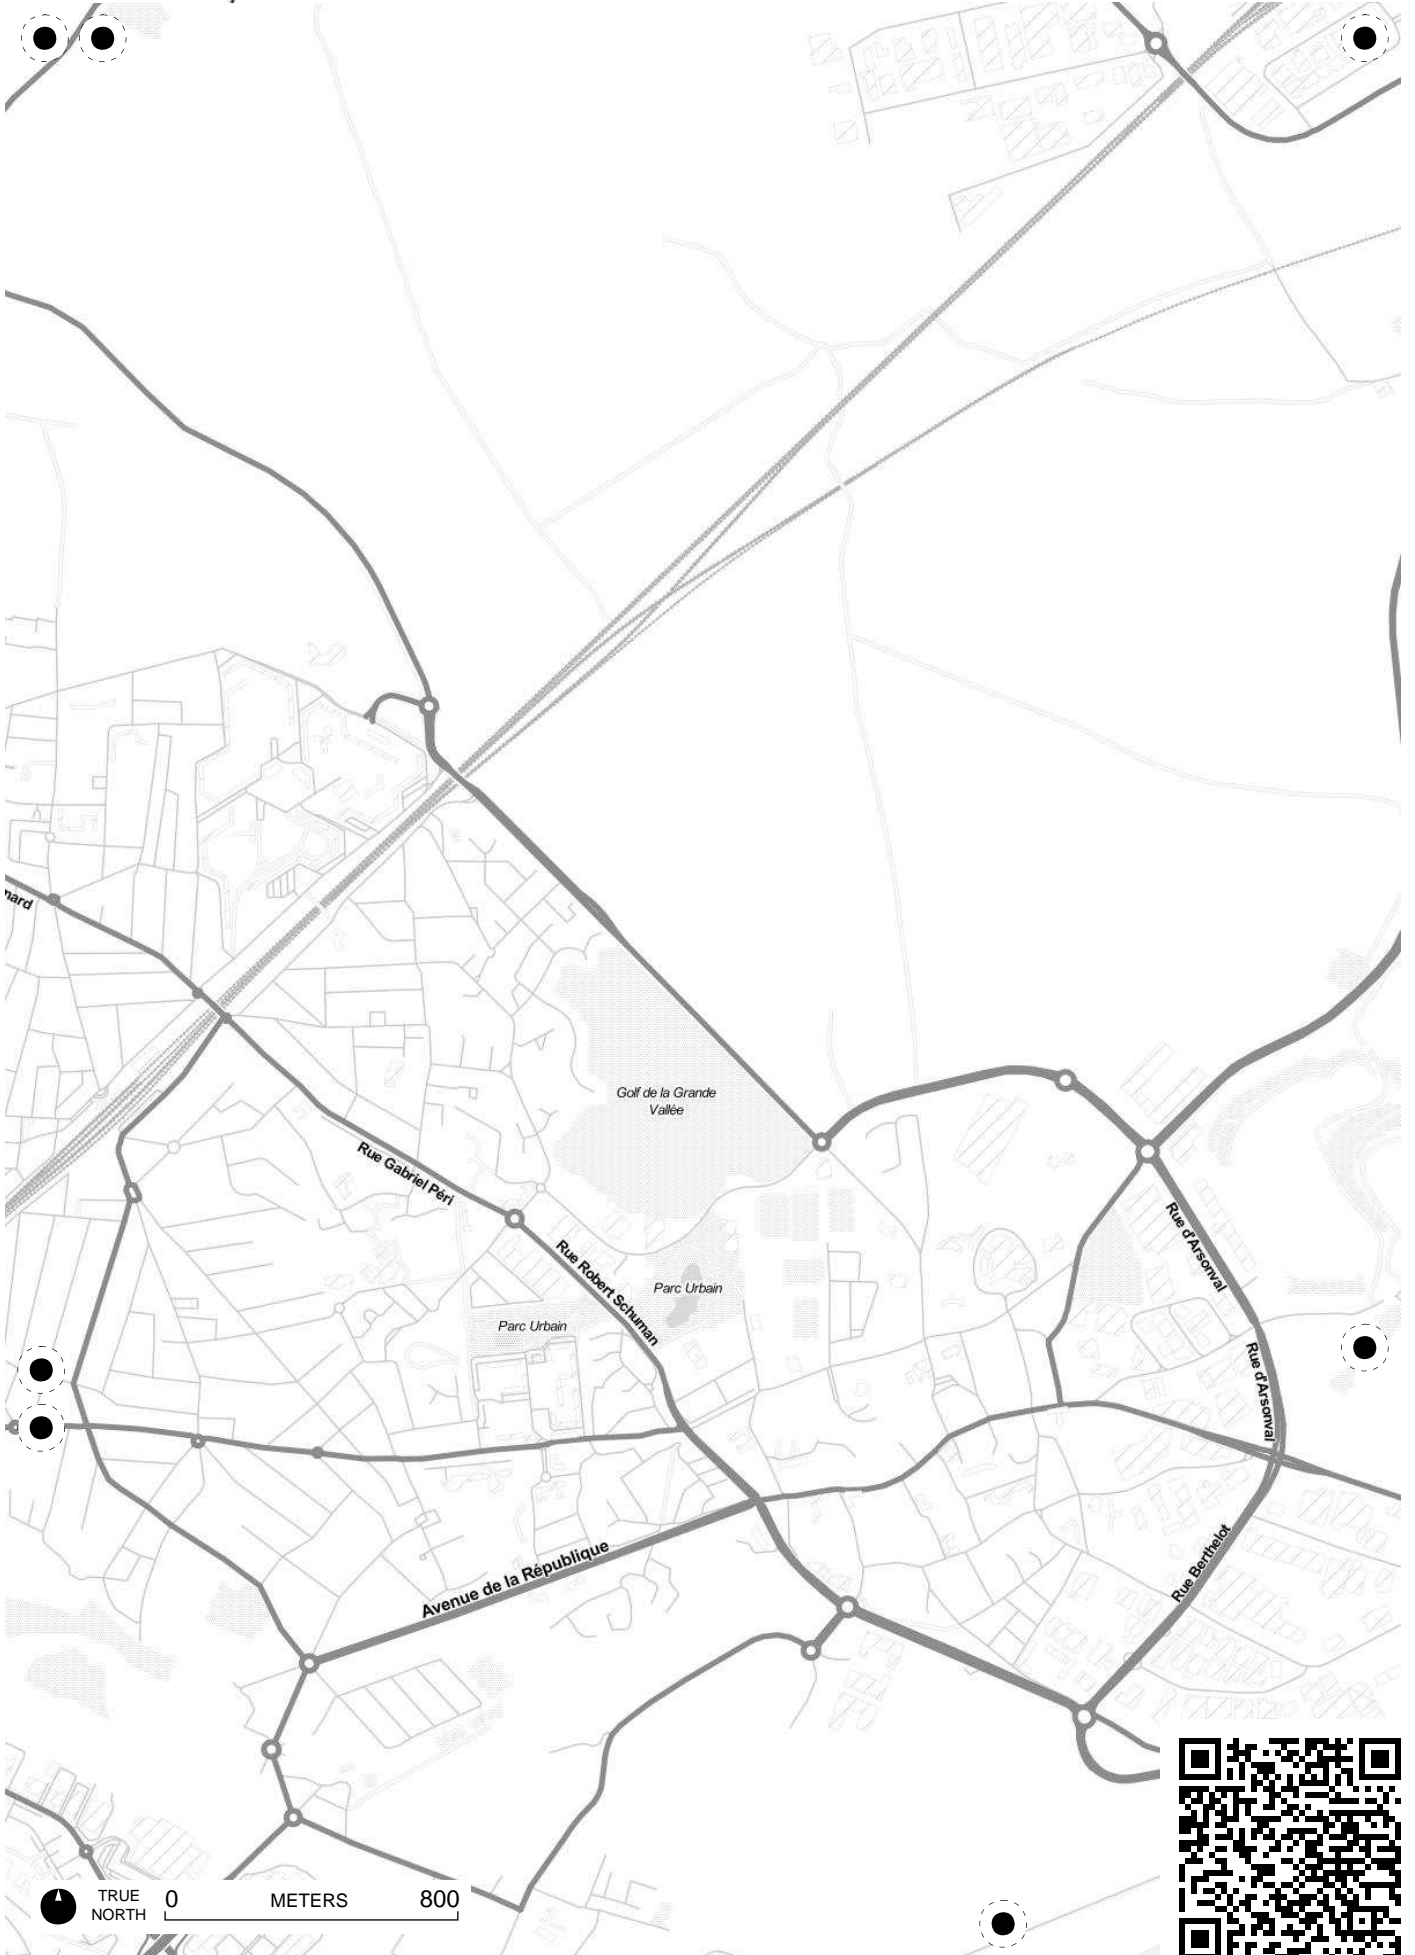 nard
Golf de la Grande
Vallée
Rue Gabriel Péri
Rue d'Arsonval
Rue Robert Schuman
Parc Urbain
Parc Urbain
Rue d'Arsonval
Rue Berthelot
Avenue de la République
TRUE
NORTH
0 METERS 800